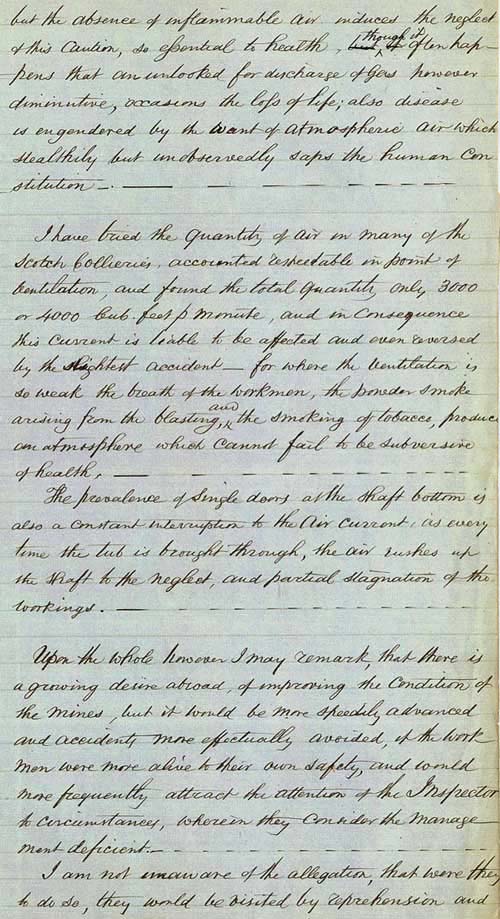 but the absence of inflammable air induces the neglect
of this Caution, so essential to health, though it often hap-
pens that an unlooked for discharge of Gas however
diminutive, occasions the loss of life; also disease
is engendered by the want of atmospheric air which
stealthily but unobservedly saps the human Con
stitution -. —
I have tried the quantity of air in many of the
Scotch Collieries, accounted respectable in point of
Ventilation, and found the total quantity only 3000
or 4000 Cub. feet p minute, and in Consequence
this Current is liable to be affected and even reversed
by the slightest accident - for where the Ventilation is
so weak the breath of the workmen, the powder smoke
arising from the blasting, and the smoking of tobacco, produce
an atmosphere which cannot fail to be subversive
of health, —
The prevalence of Single doors at the Shaft bottom is
also a constant interruption to the Air current, as every
time the tub is brought through, the air rushes up
the Shaft to the neglect, and partial stagnation of the
workings. —
Upon the whole however I may remark, that there is
a growing desire abroad, of improving the Condition of
the Mines, but it would be more speedily advanced
and accidents more effectually avoided, if the work
men were more alive to their own safety, and would
more frequently attract the attention of the Inspector
to circumstances, wherein they Consider the Manage
ment deficient. —
I am not unaware of the allegation, that were they
to do so, they would be visited by reprehension and